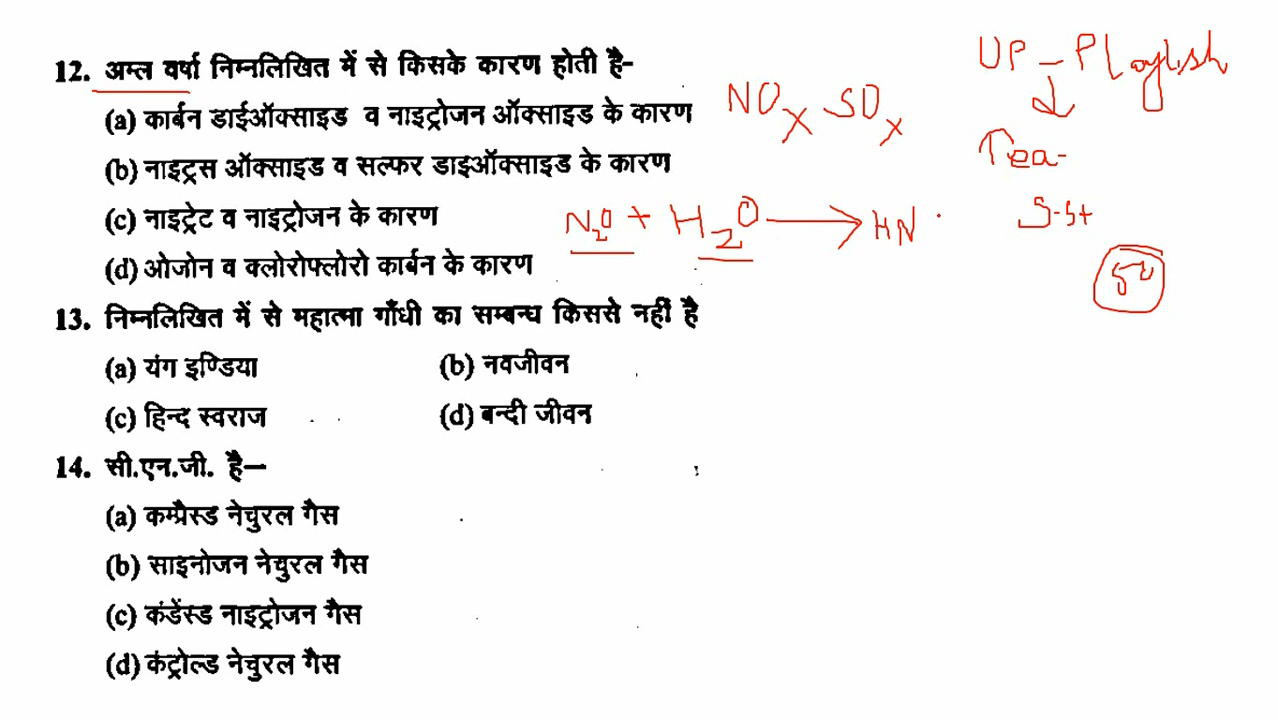 12. अम्ल वर्षा निम्नलिखित में से किसके कारण होती है-
(a) कार्बन डाईऑक्साइड व नाइट्रोजन ऑक्साइड के कारण
(b) नाइट्रस ऑक्साइड व सल्फर डाइऑक्साइड के कारण
(c) नाइट्रेट व नाइट्रोजन के कारण
(d) ओजोन व क्लोरोफ्लोरो कार्बन के कारण
13. निम्नलिखित में से महात्मा गाँधी का सम्बन्ध किससे नहीं है
(a) यंग इण्डिया (b) नवजीवन
(c) हिन्द स्वराज (d) बन्दी जीवन
14. सी.एन.जी. है–
(a) कम्प्रैस्ड नेचुरल गैस
(b) साइनोजन नेचुरल गैस
(c) कंडेंस्ड नाइट्रोजन गैस
(d) कंट्रोल्ड नेचुरल गैस
NOx SOx
N2O + H2O → HN
UP - Playlish
↓
Tea-
S-St
50